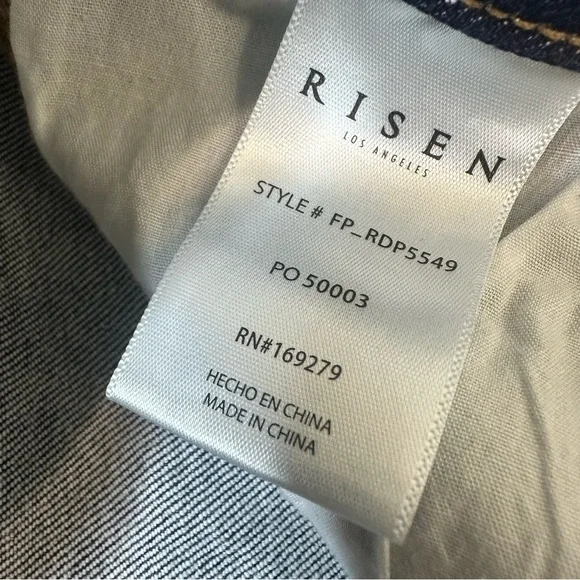 RISEN
LOS ANGELES
STYLE # FP_RDP5549
PO 50003
RN#169279
HECHO EN CHINA
MADE IN CHINA